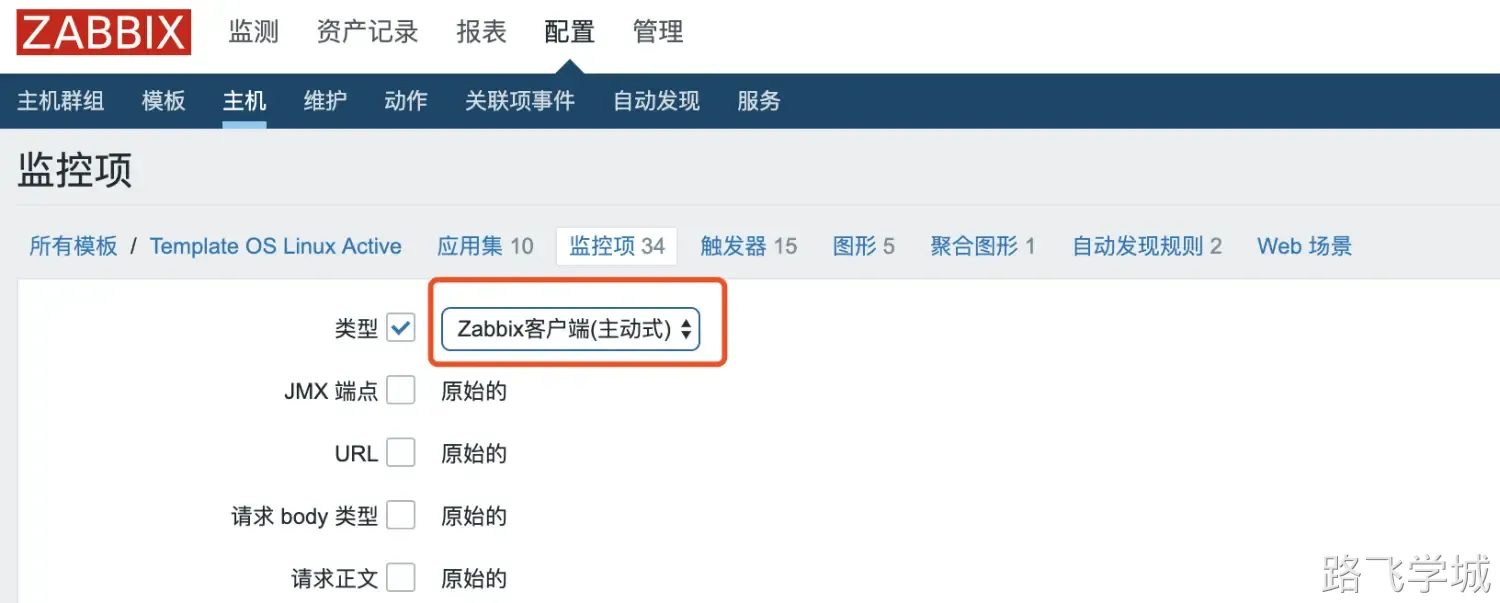 ZABBIX 监测 资产记录 报表 配置 管理
主机群组 模板 主机 维护 动作 关联项事件 自动发现 服务
监控项
所有模板 / Template OS Linux Active 应用集 10 监控项 34 触发器 15 图形 5 聚合图形 1 自动发现规则 2 Web 场景
类型 Zabbix客户端(主动式)
JMX 端点 原始的
URL 原始的
请求 body 类型 原始的
请求正文 原始的
路飞学城